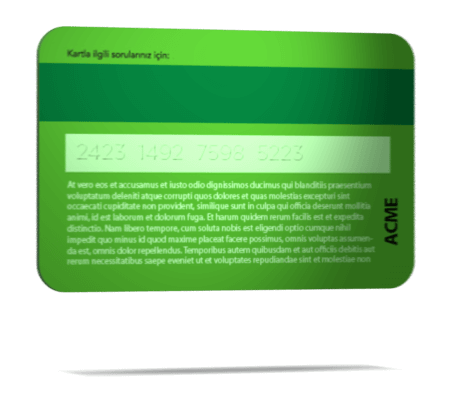 Kartla ilgili sorularınız için:
2423 1492 7598 5223
At vero eos et accusamus et iusto odio dignissimos ducimus qui blanditiis praesentium
voluptatum deleniti atque corrupti quos dolores et quas molestias excepturi sint
occaecati cupiditate non provident, similique sunt in culpa qui officia deserunt mollitia
animi, id est laborum et dolorum fuga. Et harum quidem rerum facilis est et expedita
distinctio. Nam libero tempore, cum soluta nobis est eligendi optio cumque nihil
impedit quo minus id quod maxime placeat facere possimus, omnis voluptas assumen-
da est, omnis dolor repellendus. Temporibus autem quibusdam et aut officiis debitis aut
rerum necessitatibus saepe eveniet ut et voluptates repudiandae sint et molestiae non
ACME